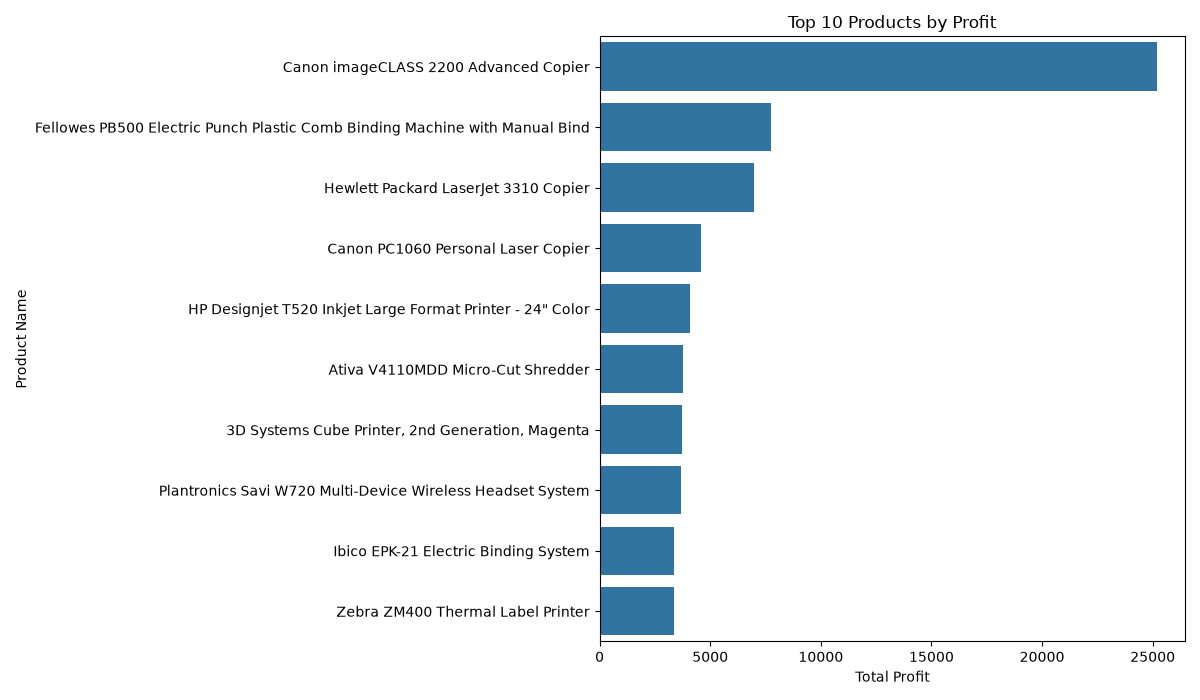 Top 10 Products by Profit
Product Name
Canon imageCLASS 2200 Advanced Copier
Fellowes PB500 Electric Punch Plastic Comb Binding Machine with Manual Bind
Hewlett Packard LaserJet 3310 Copier
Canon PC1060 Personal Laser Copier
HP Designjet T520 Inkjet Large Format Printer - 24" Color
Ativa V4110MDD Micro-Cut Shredder
3D Systems Cube Printer, 2nd Generation, Magenta
Plantronics Savi W720 Multi-Device Wireless Headset System
Ibico EPK-21 Electric Binding System
Zebra ZM400 Thermal Label Printer
0 5000 10000 15000 20000 25000
Total Profit